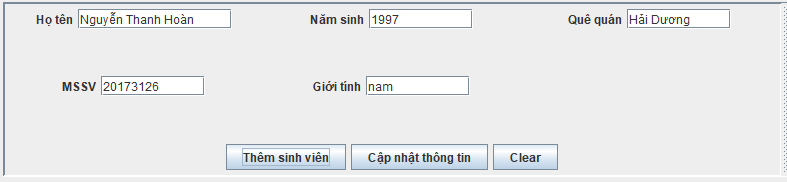 Họ tên Nguyễn Thanh Hoàn Năm sinh 1997 Quê quán Hải Dương
MSSV 20173126 Giới tính nam
Thêm sinh viên Cập nhật thông tin Clear